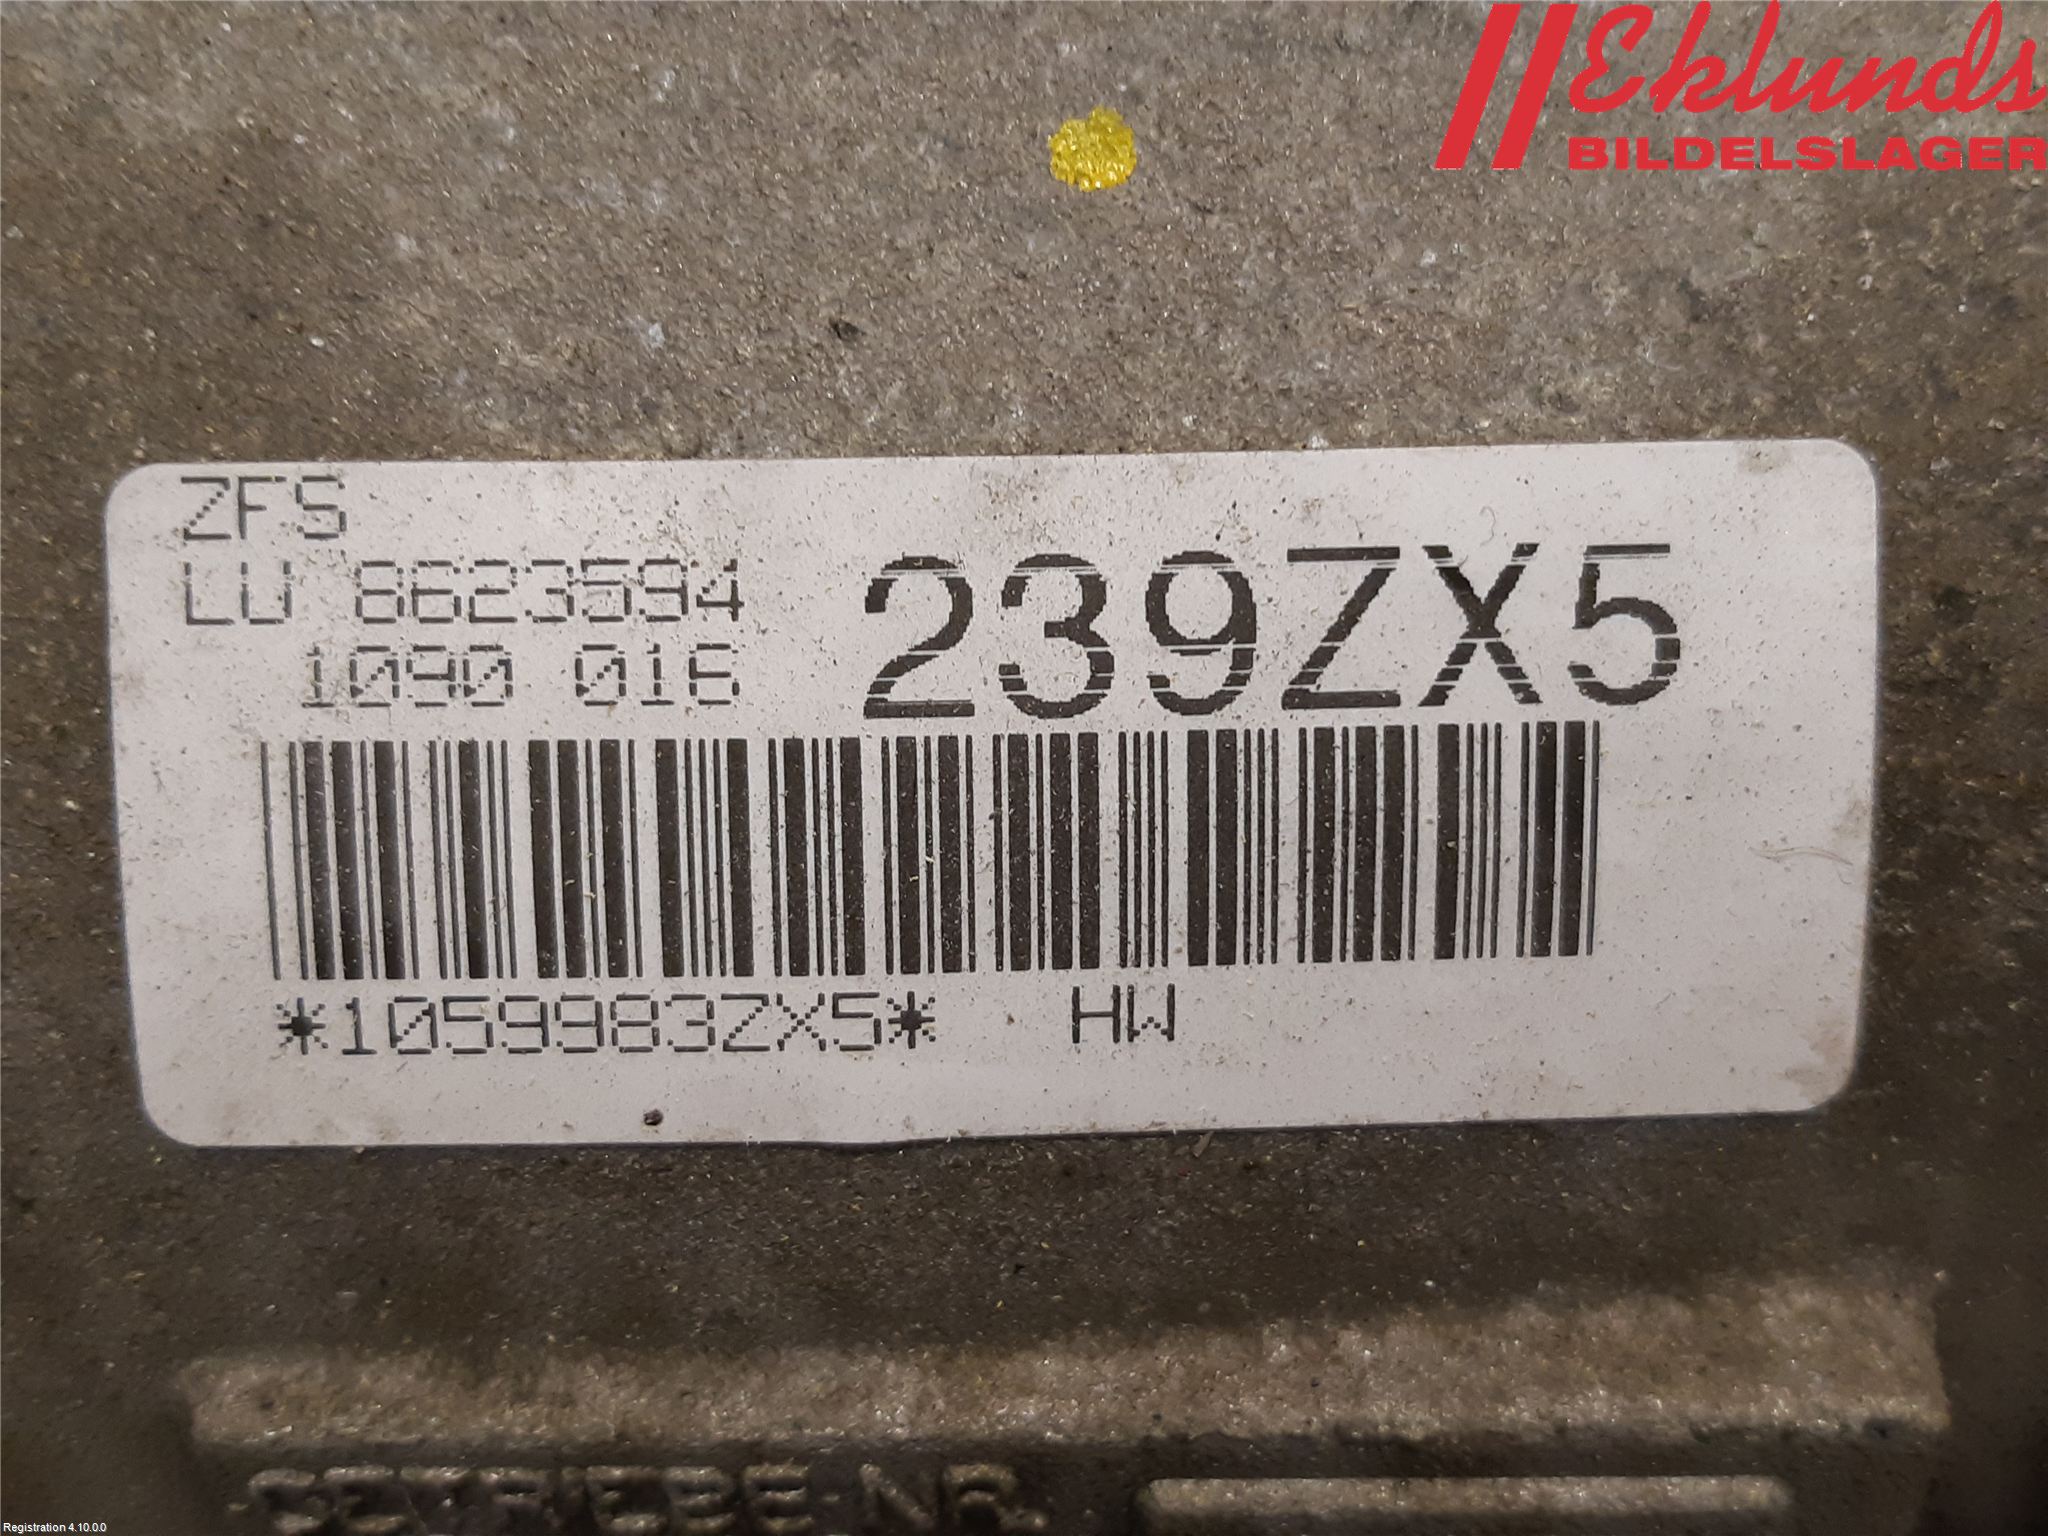 Eklunds
BILDELSLAGER
ZFS
LU 8623594
1090 016
239ZX5
*1059983ZX5* HW
GETRIEBE-NR.
Registration 4.10.0.0